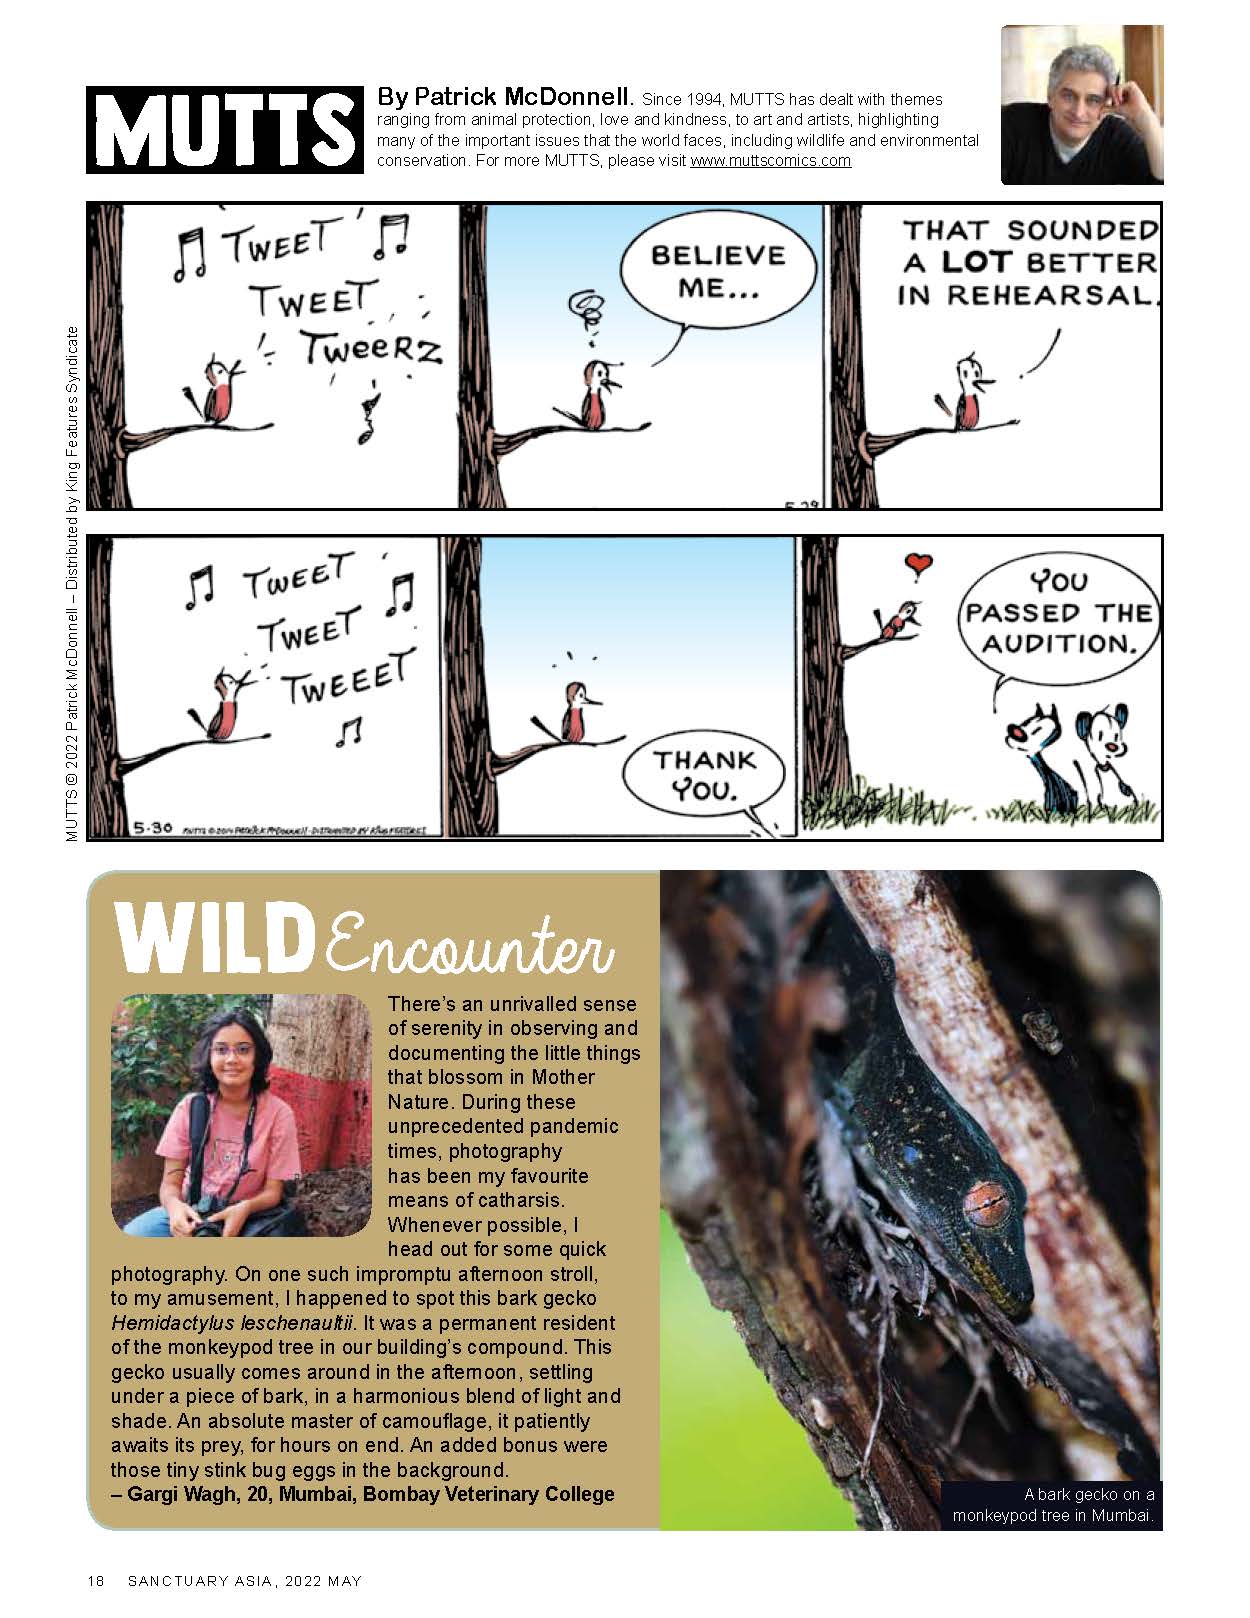 MUTTS
By Patrick McDonnell. Since 1994, MUTTS has dealt with themes
ranging from animal protection, love and kindness, to art and artists, highlighting
many of the important issues that the world faces, including wildlife and environmental
conservation. For more MUTTS, please visit www.muttscomics.com
MUTTS © 2022 Patrick McDonnell – Distributed by King Features Syndicate
TWEET
TWEET
TWEERZ
BELIEVE
ME...
5-29
THAT SOUNDED
A LOT BETTER
IN REHEARSAL.
TWEET
TWEET
TWEEET
5-30 MUTTS © 2014 PATRICK MCDONNELL-DISTRIBUTED BY KING FEATURES
THANK
YOU.
YOU
PASSED THE
AUDITION.
WILD Encounter
There's an unrivalled sense
of serenity in observing and
documenting the little things
that blossom in Mother
Nature. During these
unprecedented pandemic
times, photography
has been my favourite
means of catharsis.
Whenever possible, I
head out for some quick
photography. On one such impromptu afternoon stroll,
to my amusement, I happened to spot this bark gecko
Hemidactylus leschenaultii. It was a permanent resident
of the monkeypod tree in our building's compound. This
gecko usually comes around in the afternoon, settling
under a piece of bark, in a harmonious blend of light and
shade. An absolute master of camouflage, it patiently
awaits its prey, for hours on end. An added bonus were
those tiny stink bug eggs in the background.
– Gargi Wagh, 20, Mumbai, Bombay Veterinary College
A bark gecko on a
monkeypod tree in Mumbai.
18 SANCTUARY ASIA, 2022 MAY